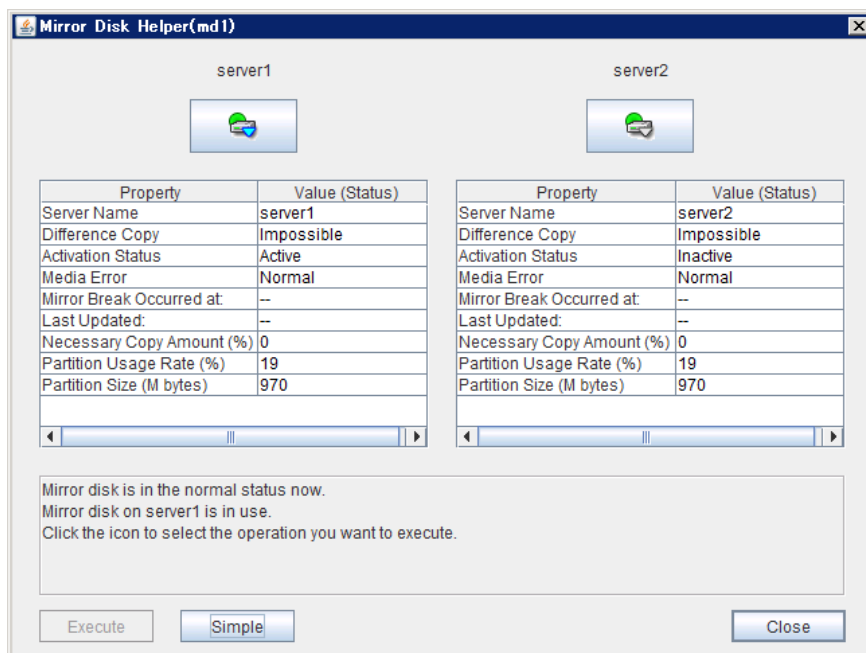 Mirror Disk Helper(md1)
server1 server2
Property Value (Status) Property Value (Status)
Server Name server1 Server Name server2
Difference Copy Impossible Difference Copy Impossible
Activation Status Active Activation Status Inactive
Media Error Normal Media Error Normal
Mirror Break Occurred at: -- Mirror Break Occurred at: --
Last Updated: -- Last Updated: --
Necessary Copy Amount (%) 0 Necessary Copy Amount (%) 0
Partition Usage Rate (%) 19 Partition Usage Rate (%) 19
Partition Size (M bytes) 970 Partition Size (M bytes) 970
Mirror disk is in the normal status now.
Mirror disk on server1 is in use.
Click the icon to select the operation you want to execute.
Execute Simple Close